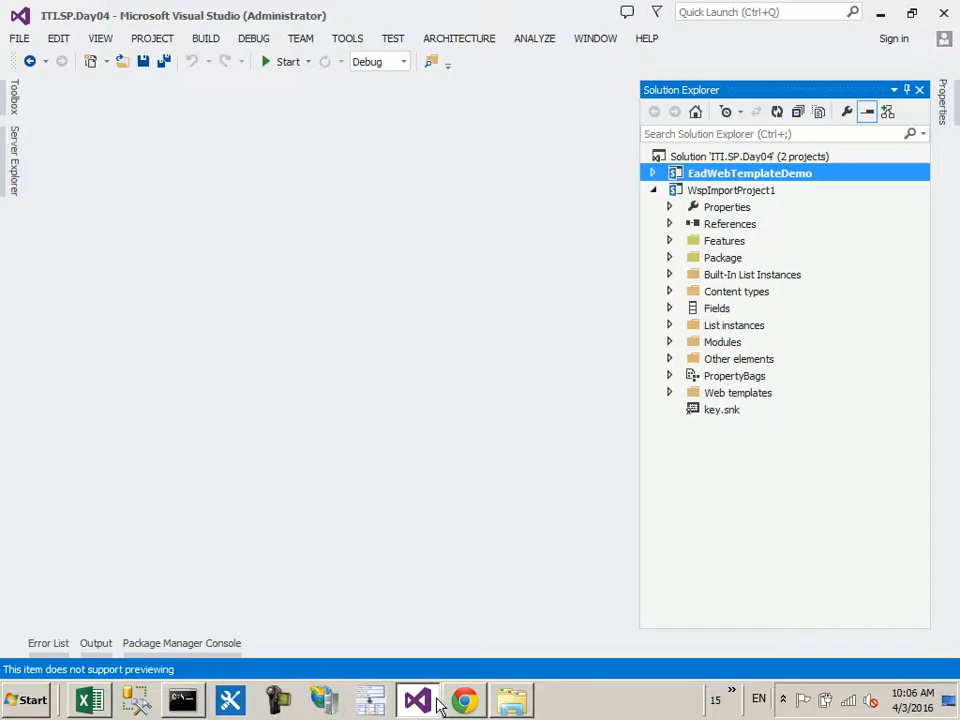 ITI.SP.Day04 - Microsoft Visual Studio (Administrator)
Quick Launch (Ctrl+Q)
FILE EDIT VIEW PROJECT BUILD DEBUG TEAM TOOLS TEST ARCHITECTURE ANALYZE WINDOW HELP Sign in
Start Debug
Toolbox
Server Explorer
Solution Explorer
Search Solution Explorer (Ctrl+;)
Solution 'ITI.SP.Day04' (2 projects)
EadWebTemplateDemo
WspImportProject1
Properties
References
Features
Package
Built-In List Instances
Content types
Fields
List instances
Modules
Other elements
PropertyBags
Web templates
key.snk
Properties
Error List Output Package Manager Console
This item does not support previewing
Start 15 EN 10:06 AM
4/3/2016